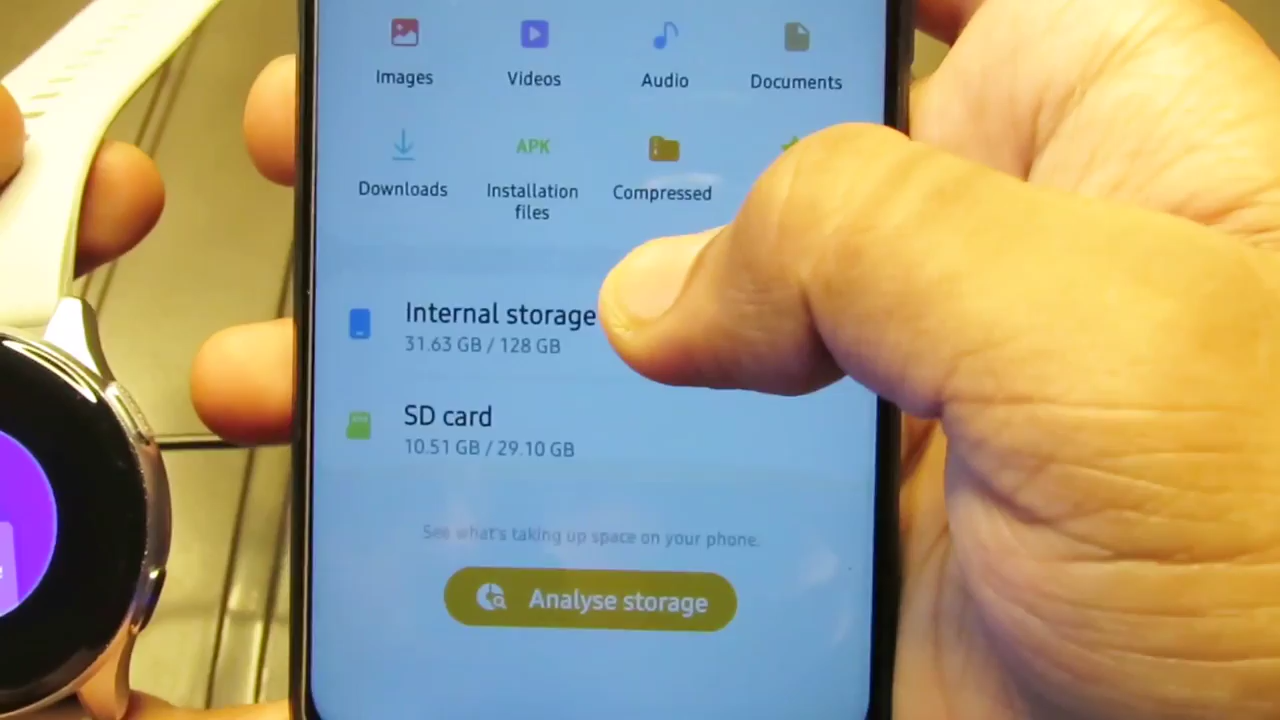 Images
Videos
Audio
Documents
APK
Downloads
Installation
files
Compressed
Internal storage
31.63 GB / 128 GB
SD card
10.51 GB / 29.10 GB
See what's taking up space on your phone.
Analyse storage